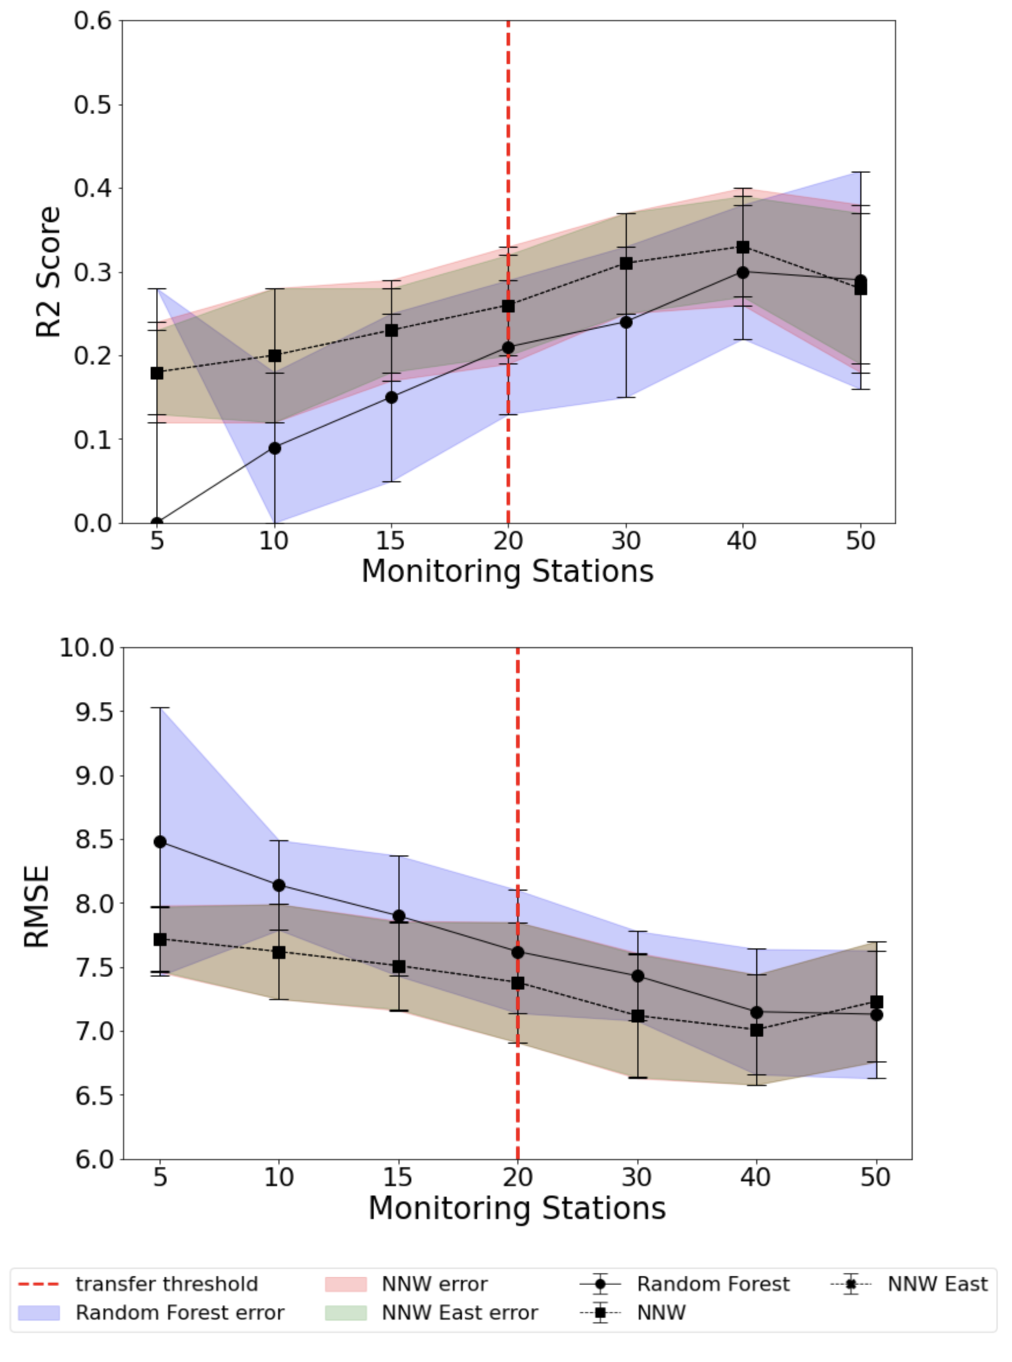 0.6
0.5
0.4
0.3
0.2
0.1
0.0
R2 Score
5 10 15 20 30 40 50
Monitoring Stations
10.0
9.5
9.0
8.5
8.0
7.5
7.0
6.5
6.0
RMSE
5 10 15 20 30 40 50
Monitoring Stations
transfer threshold NNW error Random Forest NNW East
Random Forest error NNW East error NNW